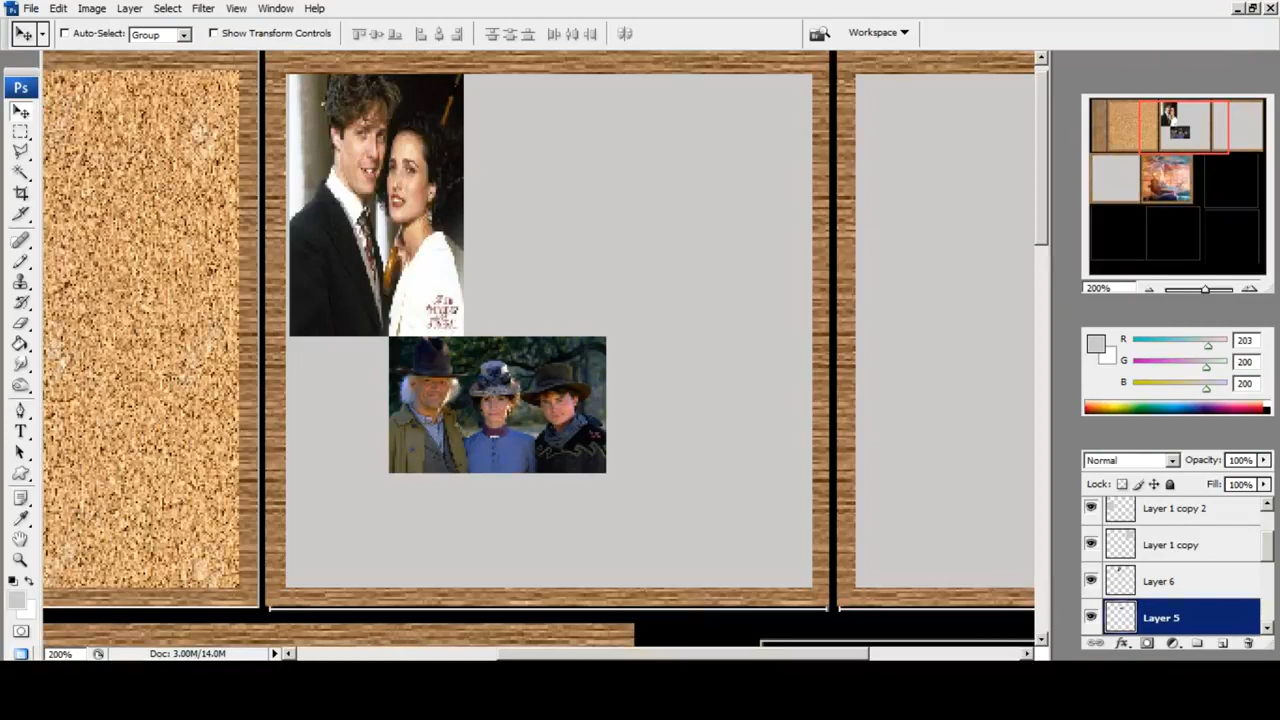 Ps File Edit Image Layer Select Filter View Window Help
Auto-Select: Group Show Transform Controls Workspace
Ps
200%
R 203
G 200
B 200
Normal Opacity: 100%
Lock: Fill: 100%
Layer 1 copy 2
Layer 1 copy
Layer 6
Layer 5
T
fx
200% Doc: 3.00M/14.0M